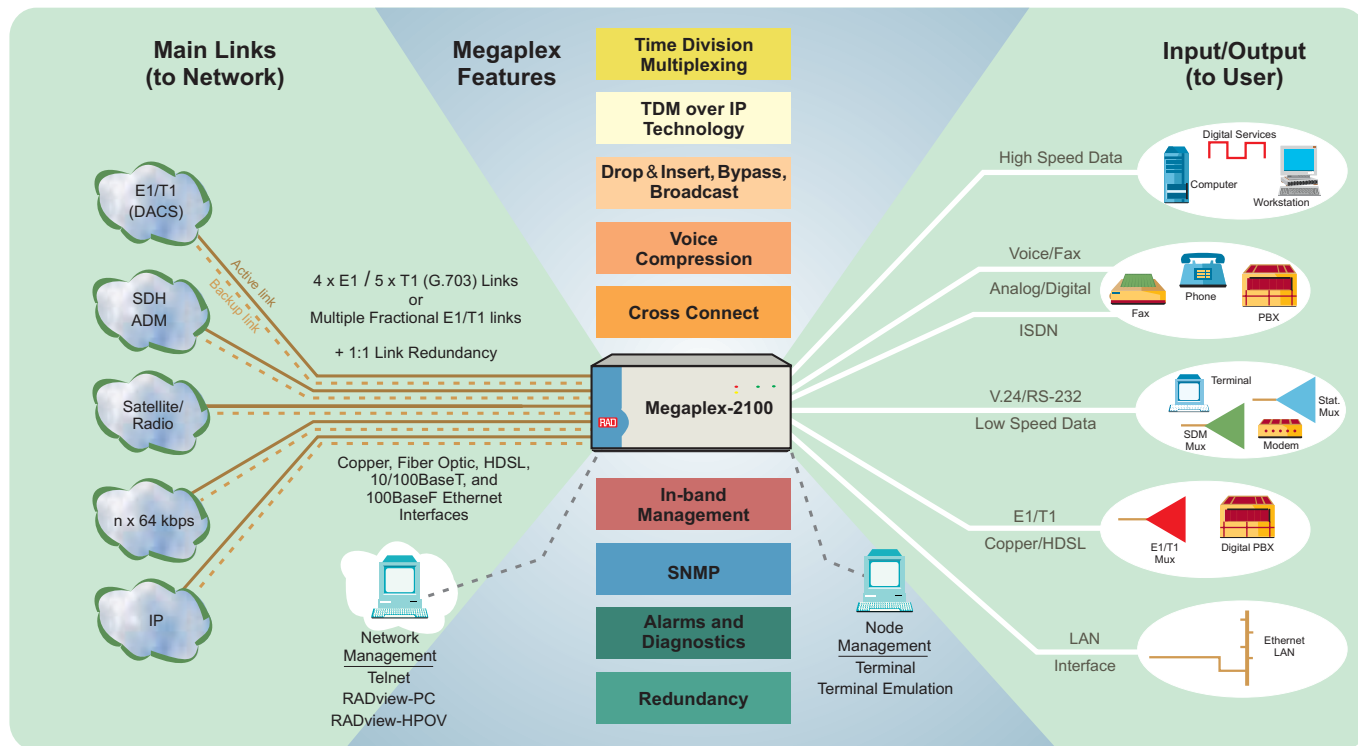 Main Links
(to Network)
Megaplex
Features
Time Division
Multiplexing
TDM over IP
Technology
Drop & Insert, Bypass,
Broadcast
Voice
Compression
Cross Connect
Input/Output
(to User)
E1/T1
(DACS)
SDH
ADM
Satellite/
Radio
n x 64 kbps
IP
Active link
Backup link
4 x E1 / 5 x T1 (G.703) Links
or
Multiple Fractional E1/T1 links
+ 1:1 Link Redundancy
Copper, Fiber Optic, HDSL,
10/100BaseT, and
100BaseF Ethernet
Interfaces
RAD
Megaplex-2100
In-band
Management
SNMP
Alarms and
Diagnostics
Redundancy
Network
Management
Telnet
RADview-PC
RADview-HPOV
Node
Management
Terminal
Terminal Emulation
High Speed Data
Digital Services
Computer
Workstation
Voice/Fax
Analog/Digital
ISDN
Fax
Phone
PBX
V.24/RS-232
Low Speed Data
Terminal
Stat.
Mux
SDM
Mux
Modem
E1/T1
Copper/HDSL
E1/T1
Mux
Digital PBX
LAN
Interface
Ethernet
LAN